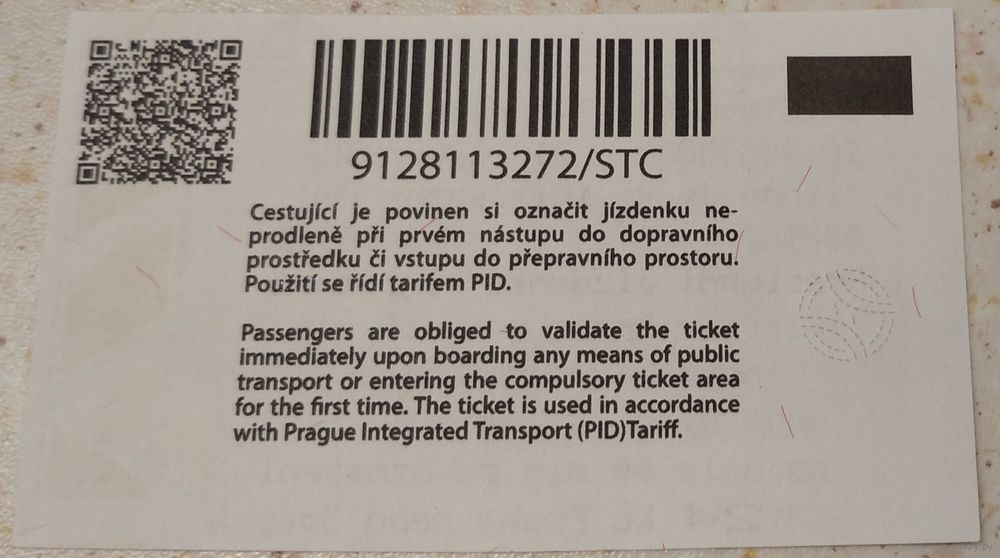 9128113272/STC
Cestující je povinen si označit jízdenku ne-
prodleně při prvém nástupu do dopravního
prostředku či vstupu do přepravního prostoru.
Použití se řídí tarifem PID.
Passengers are obliged to validate the ticket
immediately upon boarding any means of public
transport or entering the compulsory ticket area
for the first time. The ticket is used in accordance
with Prague Integrated Transport (PID)Tariff.